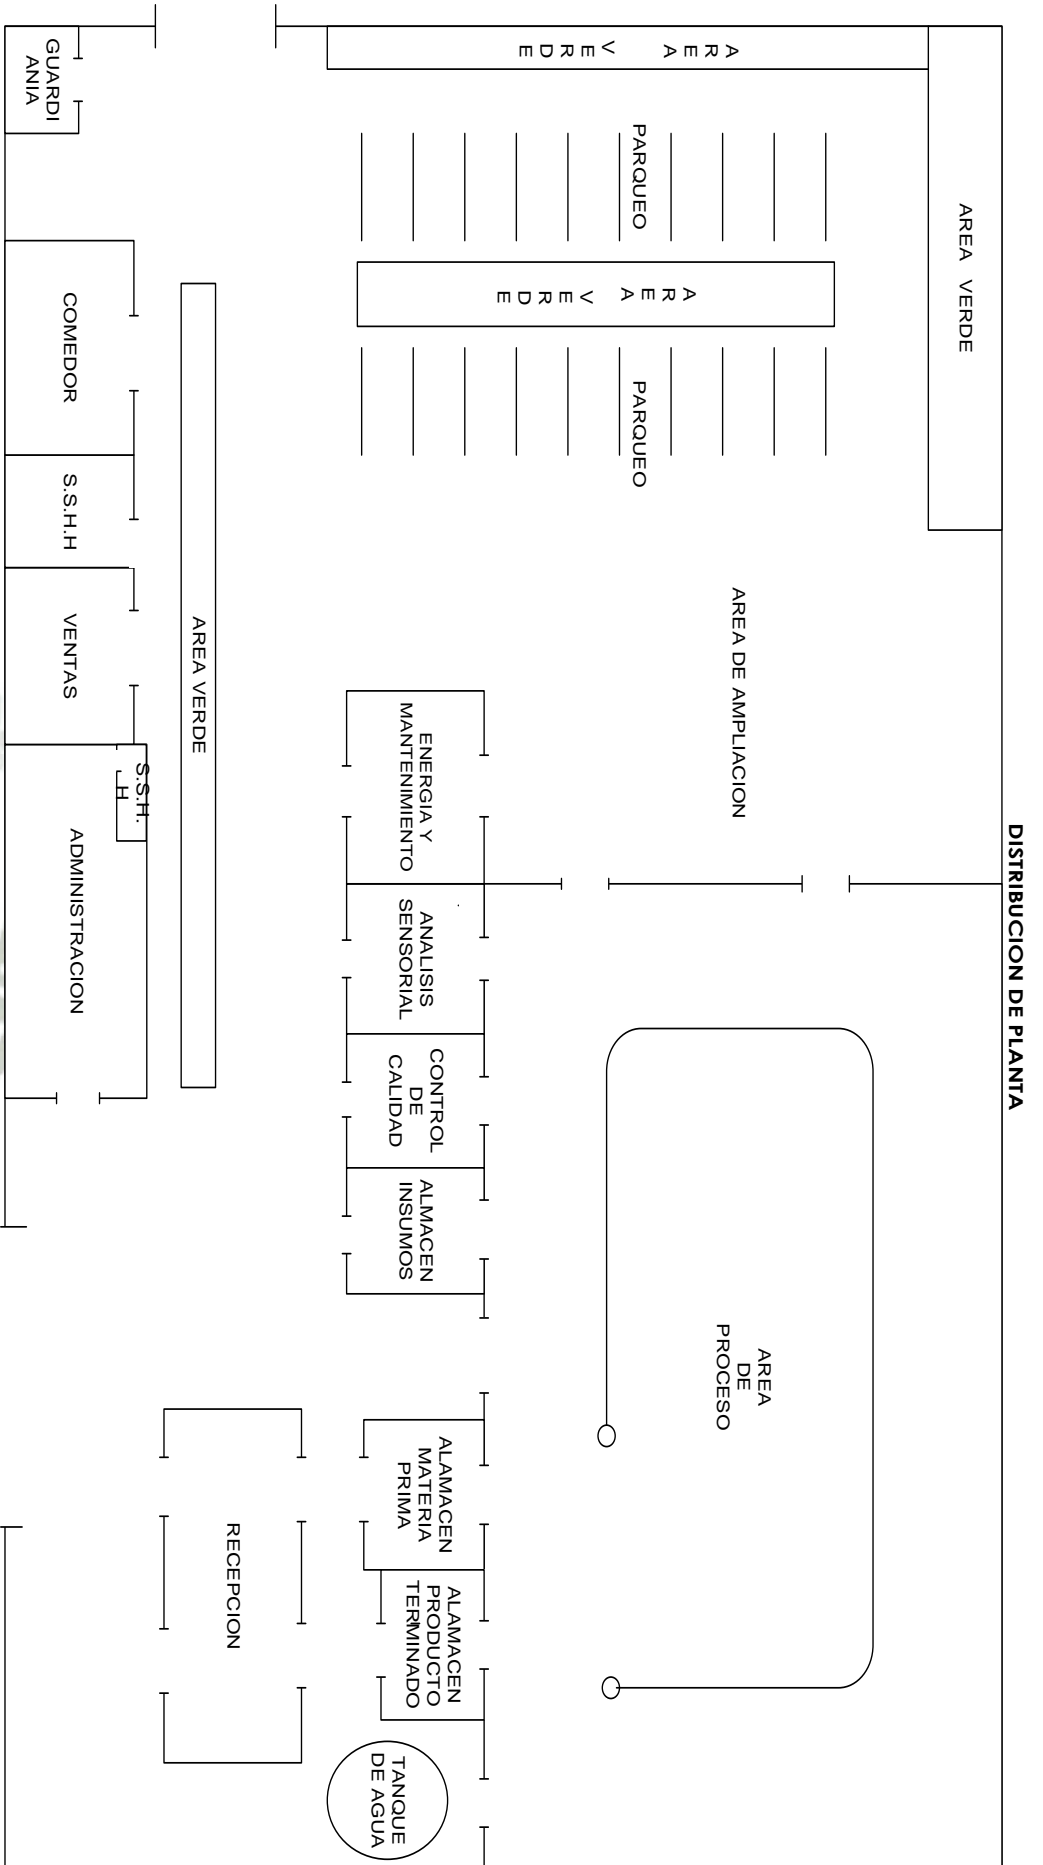 DISTRIBUCION DE PLANTA
AREA VERDE
AREA VERDE
PARQUEO
AREA VERDE
PARQUEO
AREA DE AMPLIACION
AREA
DE
PROCESO
ENERGIA Y
MANTENIMIENTO
ANALISIS
SENSORIAL
CONTROL
DE
CALIDAD
ALMACEN
INSUMOS
ALAMACEN
MATERIA
PRIMA
ALAMACEN
PRODUCTO
TERMINADO
TANQUE
DE AGUA
RECEPCION
AREA VERDE
GUARDI
ANIA
COMEDOR
S.S.H.H
VENTAS
S.S.H.
H
ADMINISTRACION